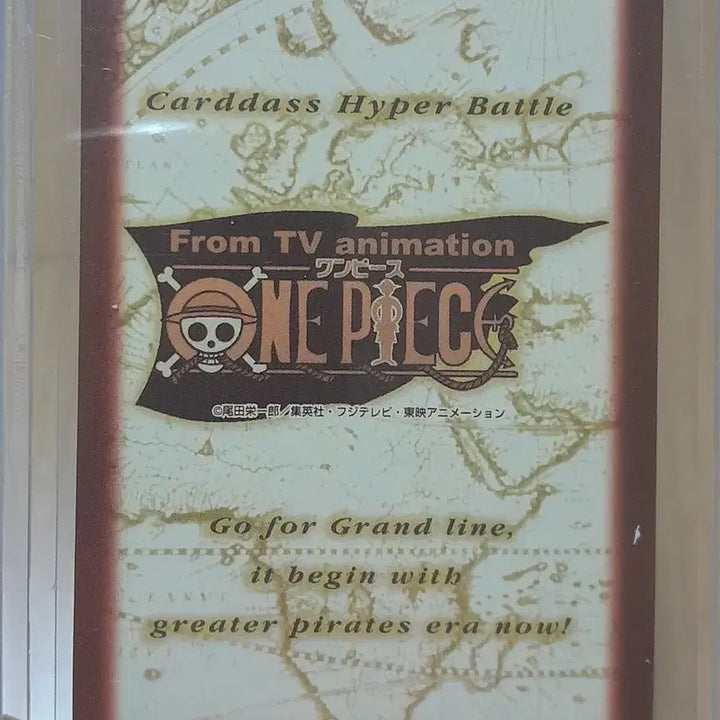 Carddass Hyper Battle
From TV animation
ワンピース
ONE PIECE
©尾田栄一郎／集英社・フジテレビ・東映アニメーション
Go for Grand line,
it begin with
greater pirates era now!